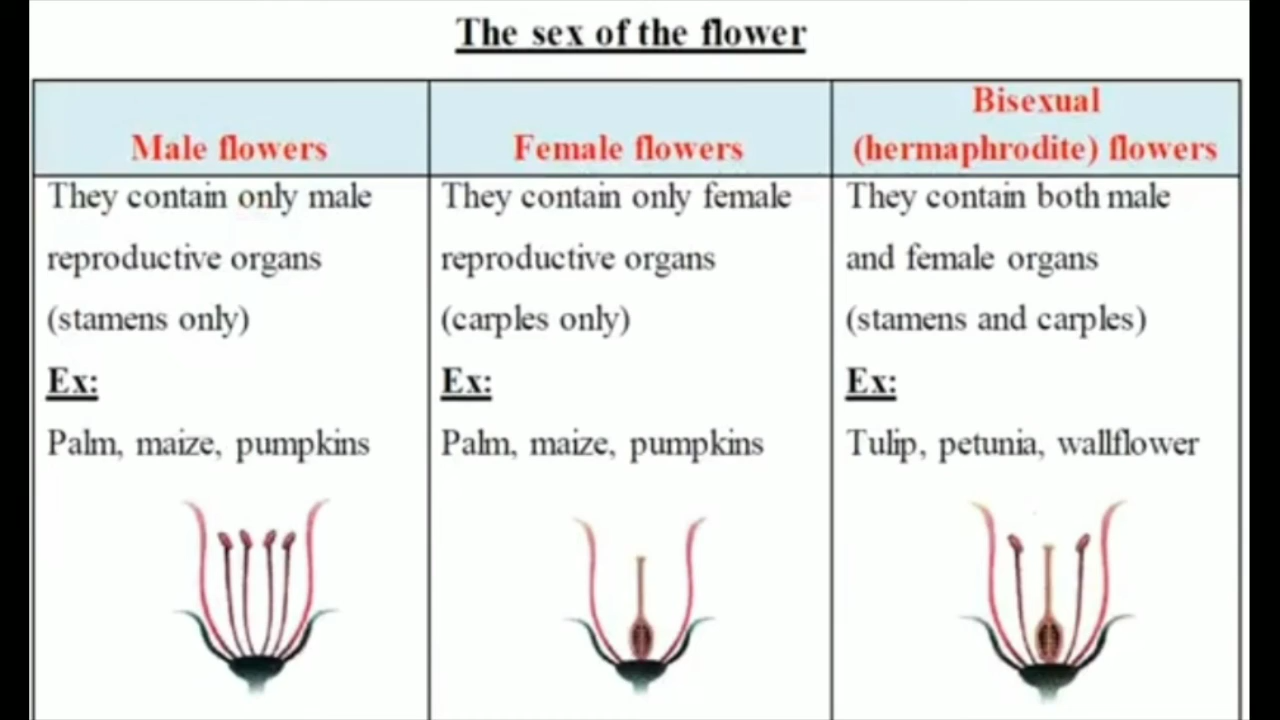 The sex of the flower
Male flowers
Female flowers
Bisexual
(hermaphrodite) flowers
They contain only male
reproductive organs
(stamens only)
Ex:
Palm, maize, pumpkins
They contain only female
reproductive organs
(carples only)
Ex:
Palm, maize, pumpkins
They contain both male
and female organs
(stamens and carples)
Ex:
Tulip, petunia, wallflower